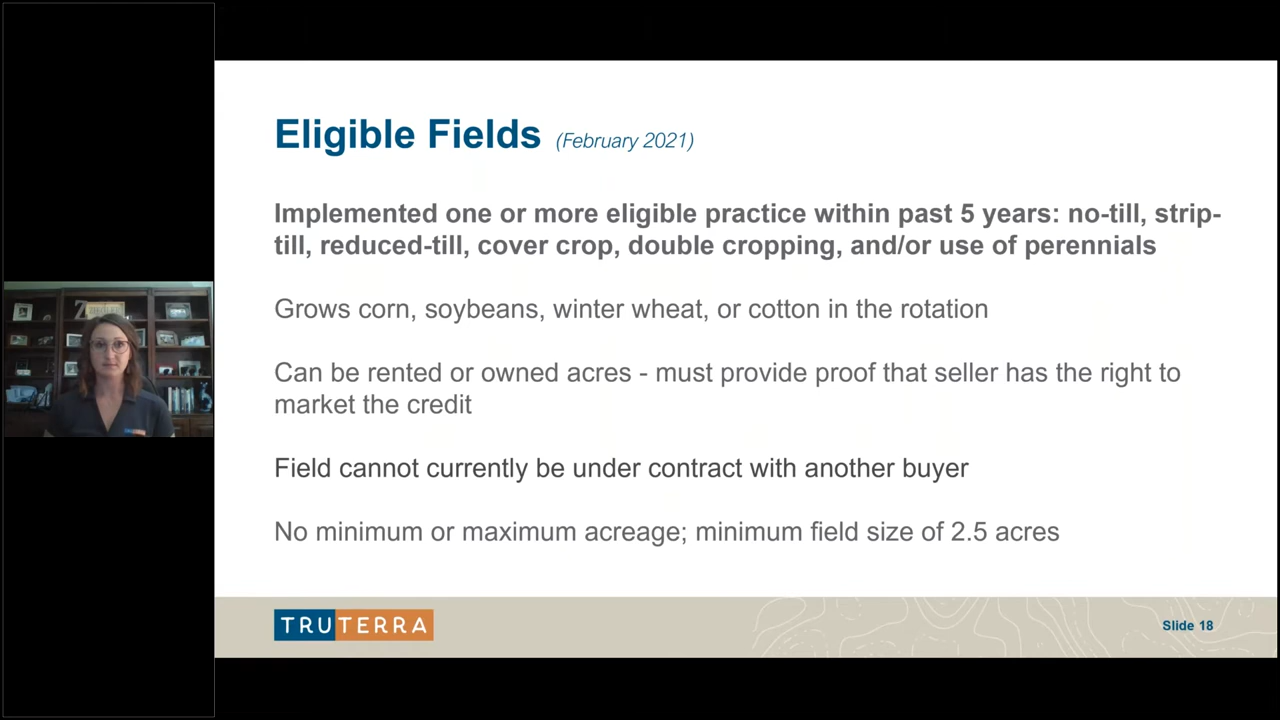 Eligible Fields (February 2021)
Implemented one or more eligible practice within past 5 years: no-till, strip-
till, reduced-till, cover crop, double cropping, and/or use of perennials
Grows corn, soybeans, winter wheat, or cotton in the rotation
Can be rented or owned acres - must provide proof that seller has the right to
market the credit
Field cannot currently be under contract with another buyer
No minimum or maximum acreage; minimum field size of 2.5 acres
TRUTERRA
Slide 18